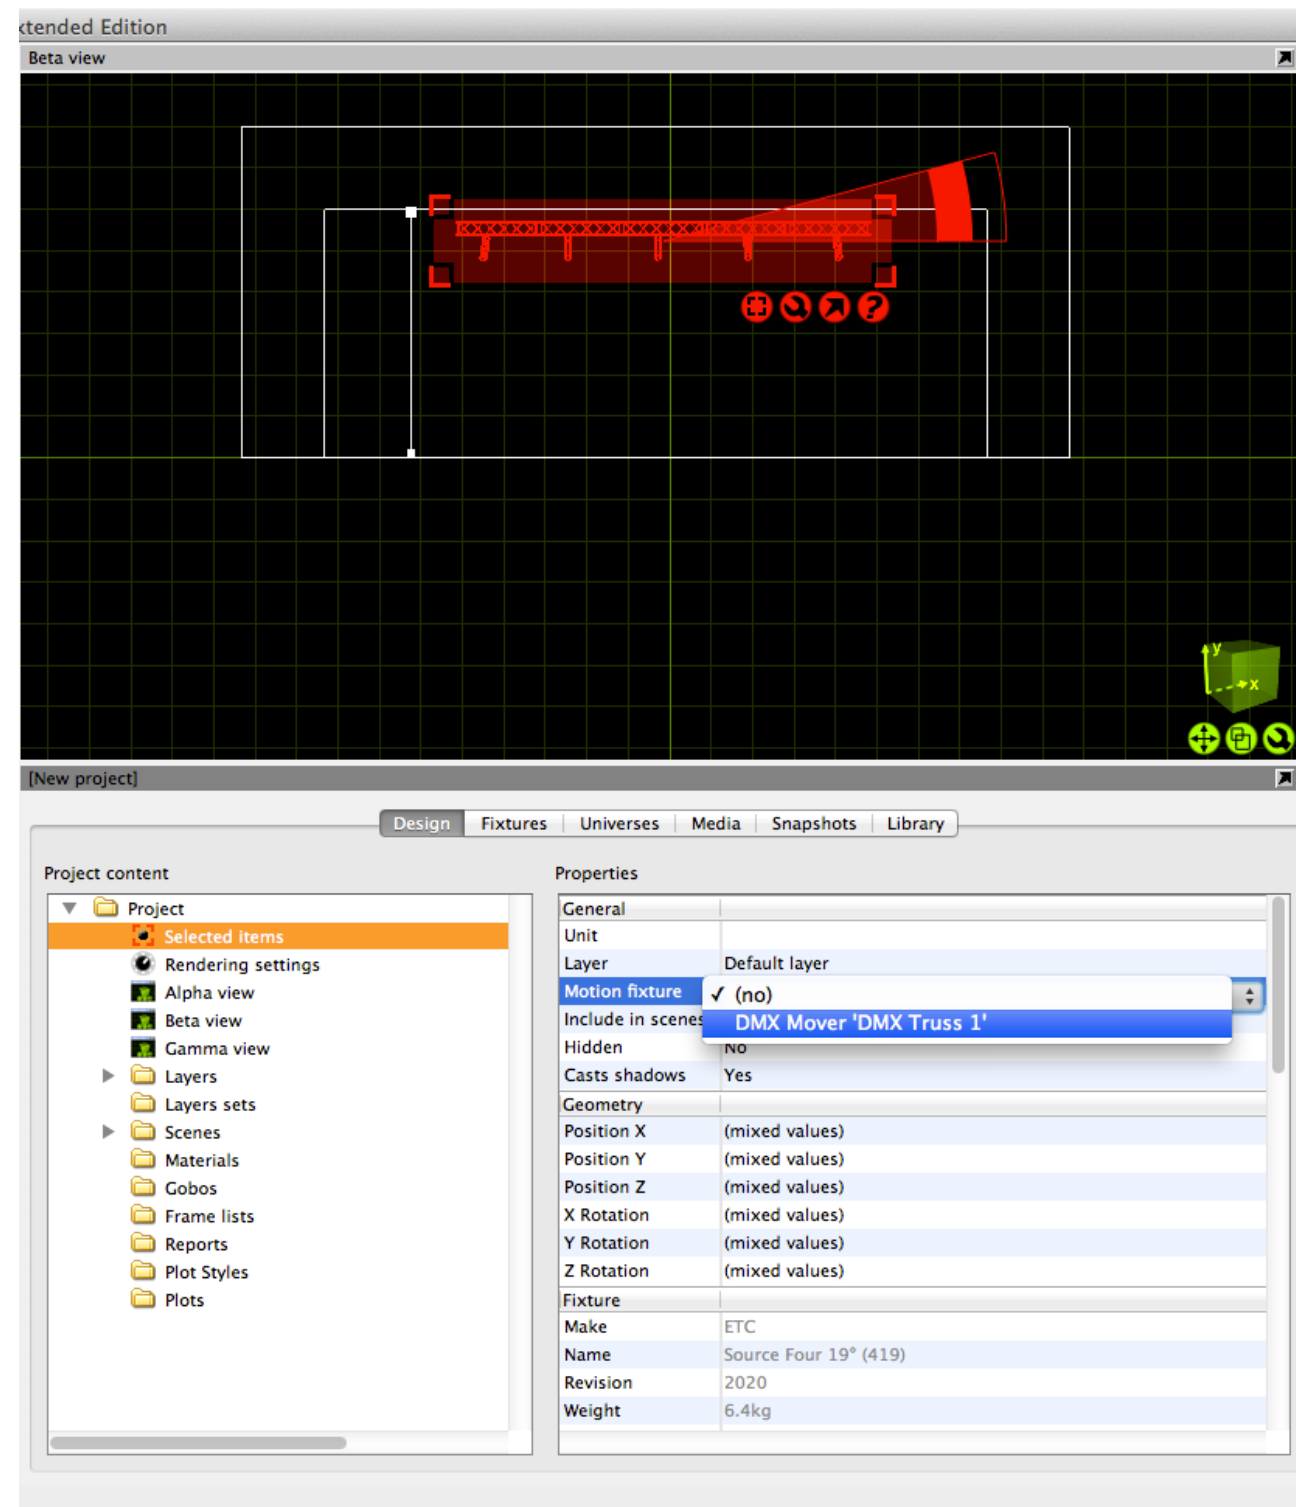 xtended Edition
Beta view
y
x
[New project]
Design Fixtures Universes Media Snapshots Library
Project content
Project
Selected items
Rendering settings
Alpha view
Beta view
Gamma view
Layers
Layers sets
Scenes
Materials
Gobos
Frame lists
Reports
Plot Styles
Plots
Properties
General
Unit
Layer Default layer
Motion fixture ✓ (no)
Include in scenes DMX Mover 'DMX Truss 1'
Hidden No
Casts shadows Yes
Geometry
Position X (mixed values)
Position Y (mixed values)
Position Z (mixed values)
X Rotation (mixed values)
Y Rotation (mixed values)
Z Rotation (mixed values)
Fixture
Make ETC
Name Source Four 19° (419)
Revision 2020
Weight 6.4kg